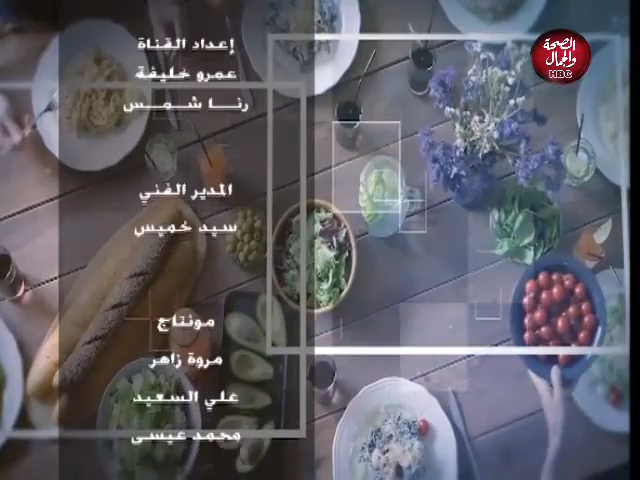 إعداد القناة
عمرو خليفة
رنا شمس
المدير الفني
سيد خميس
مونتاج
مروة زاهر
علي السعيد
محمد عيسى
الصحة
والجمال
HDG